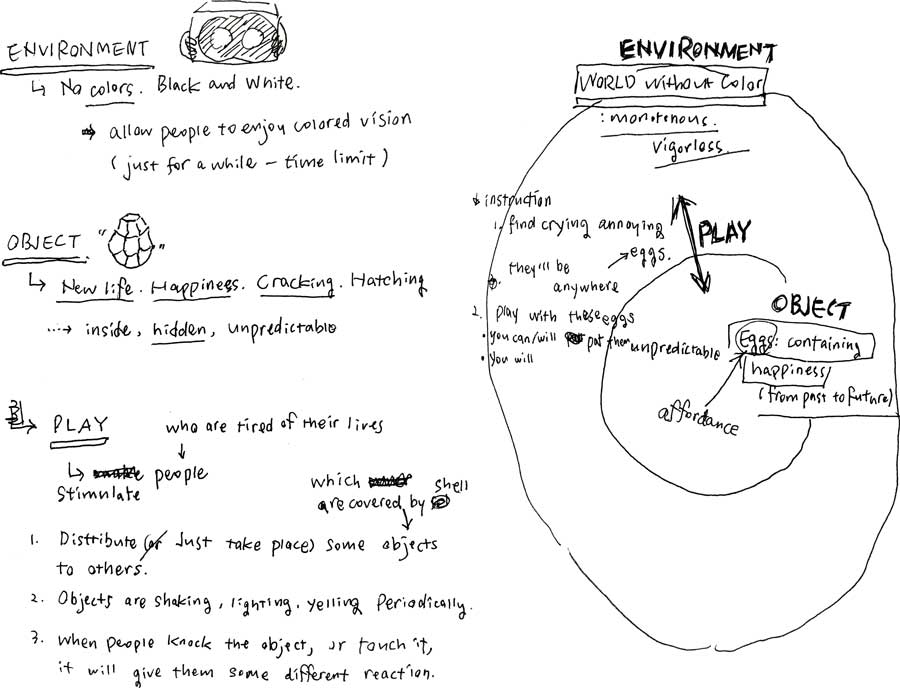 ENVIRONMENT
↳ No colors. Black and White.
→ allow people to enjoy colored vision
(just for a while – time limit)
OBJECT. " "
↳ New life. Happiness. Cracking. Hatching
…→ inside, hidden, unpredictable
PLAY
who are tired of their lives
↳ people
stimulate
which shell
are covered by
1. Distribute (or Just take place) some objects
to others.
2. Objects are shaking, lighting, yelling Periodically.
3. When people knock the object, or touch it,
it will give them some different reaction.
ENVIRONMENT
WORLD without Color
: monotonous.
vigorless.
instruction
1. find crying annoying
eggs.
they'll be
anywhere
2. Play with these eggs
• you can/will put them
• You will
PLAY
OBJECT
unpredictable
Eggs: containing
happiness
(from past to future)
affordance